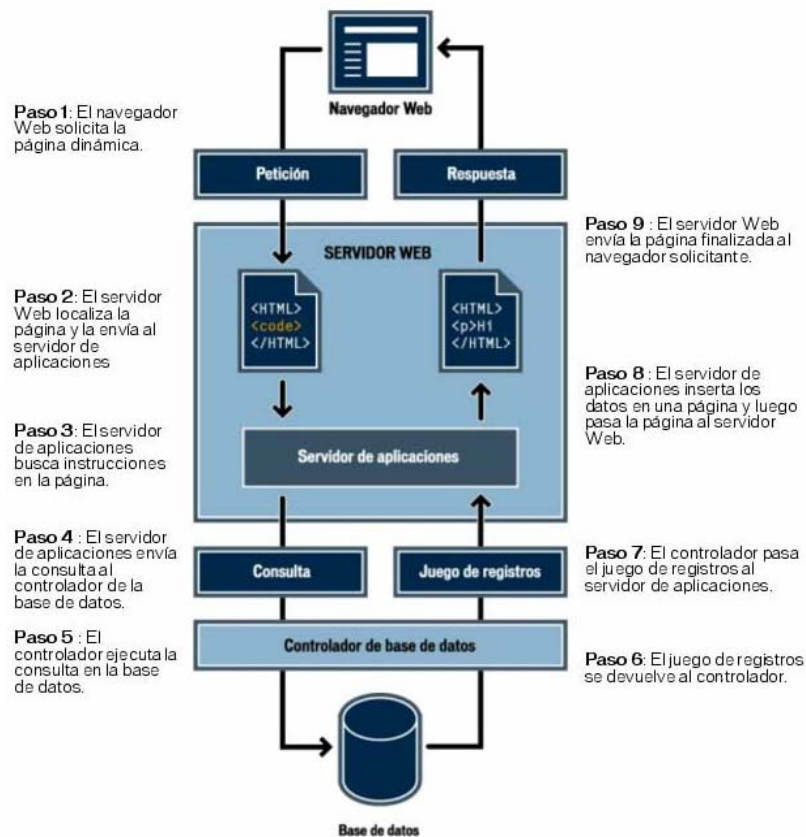 Navegador Web
Paso 1: El navegador
Web solicita la
página dinámica.
Petición
Respuesta
Paso 9 : El servidor Web
envía la página finalizada al
navegador solicitante.
SERVIDOR WEB
Paso 2: El servidor
Web localiza la
página y la envía al
servidor de
aplicaciones
<HTML>
<code>
</HTML>
<HTML>
<p>Hi
</HTML>
Paso 8 : El servidor de
aplicaciones inserta los
datos en una página y luego
pasa la página al servidor
Web.
Paso 3: El servidor
de aplicaciones
busca instrucciones
en la página.
Servidor de aplicaciones
Paso 4 : El servidor
de aplicaciones envía
la consulta al
controlador de la
base de datos.
Consulta
Juego de registros
Paso 7: El controlador pasa
el juego de registros al
servidor de aplicaciones.
Paso 5 : El
controlador ejecuta la
consulta en la base
de datos.
Controlador de base de datos
Paso 6: El juego de registros
se devuelve al controlador.
Base de datos